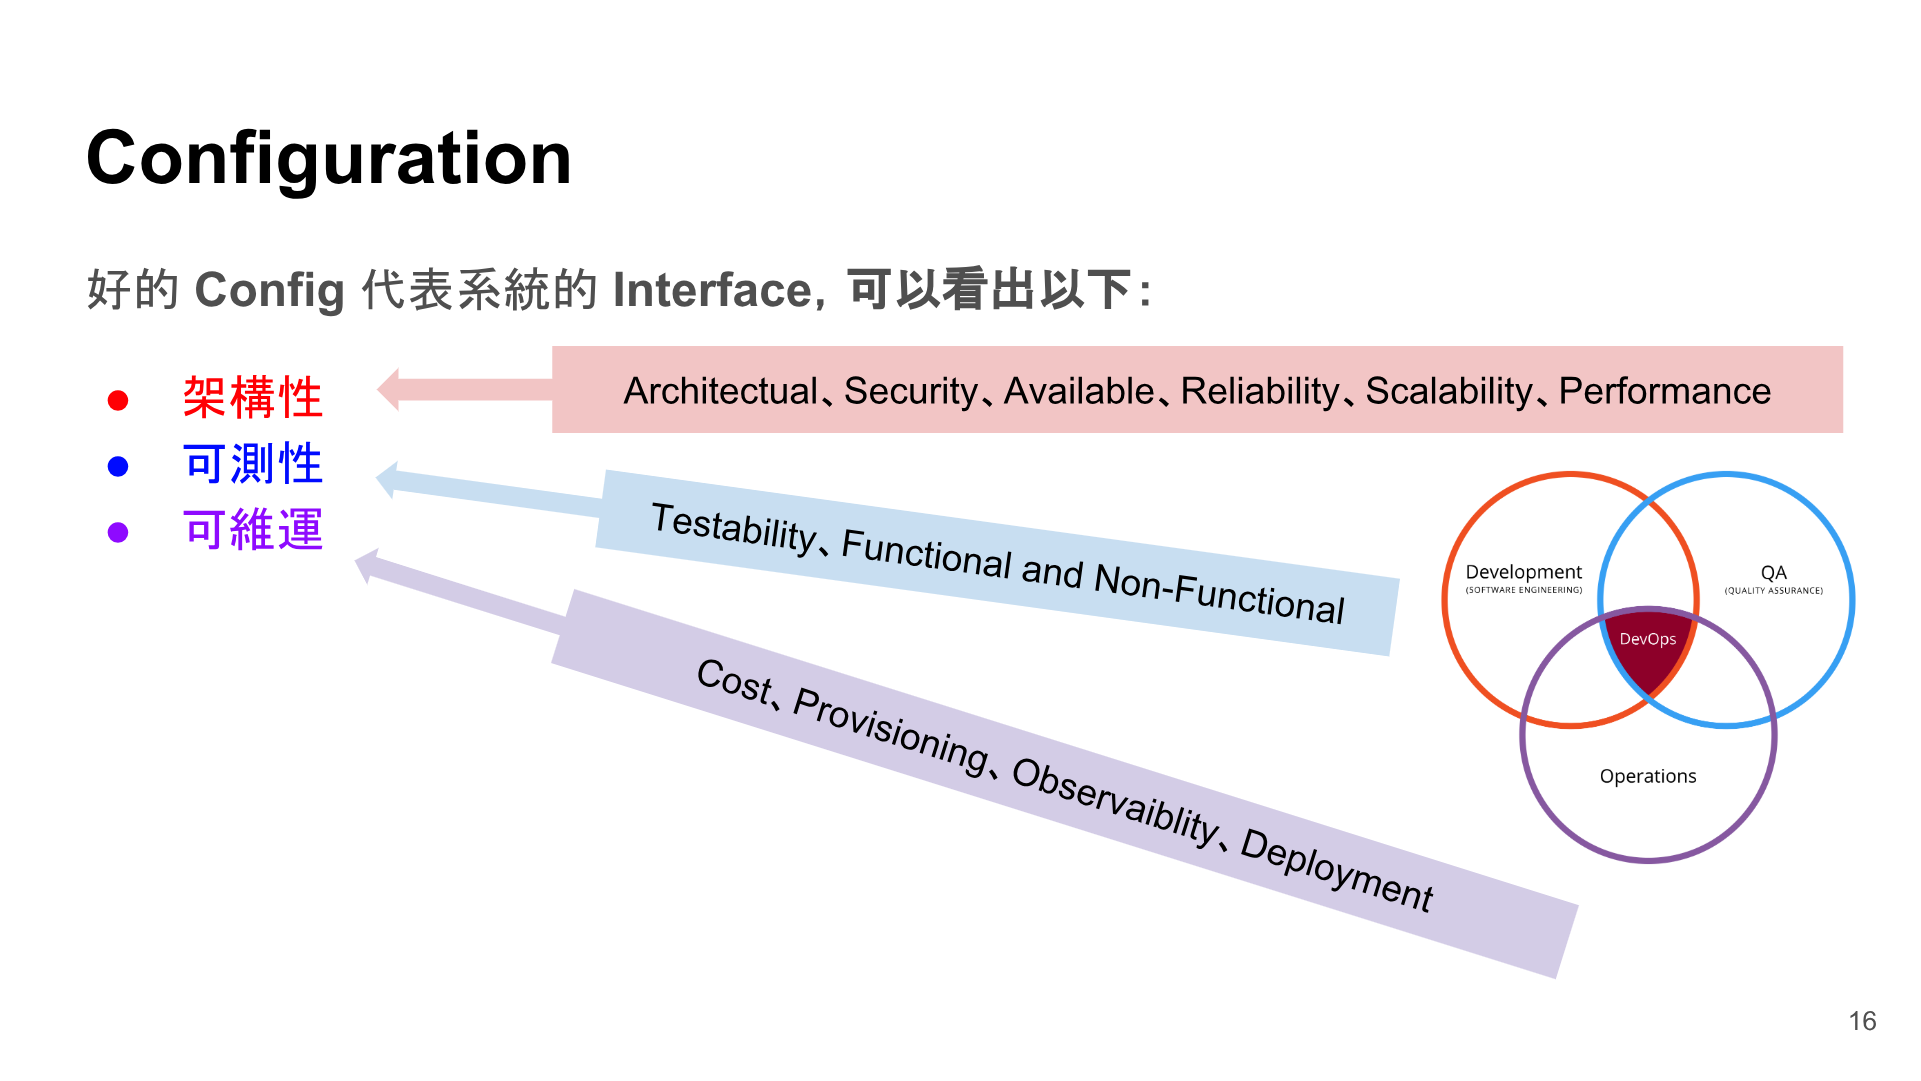 Configuration
好的 Config 代表系統的 Interface，可以看出以下：
● 架構性
● 可測性
● 可維運
Architectual、Security、Available、Reliability、Scalability、Performance
Testability、Functional and Non-Functional
Cost、Provisioning、Observaiblity、Deployment
Development
(SOFTWARE ENGINEERING)
QA
(QUALITY ASSURANCE)
DevOps
Operations
16